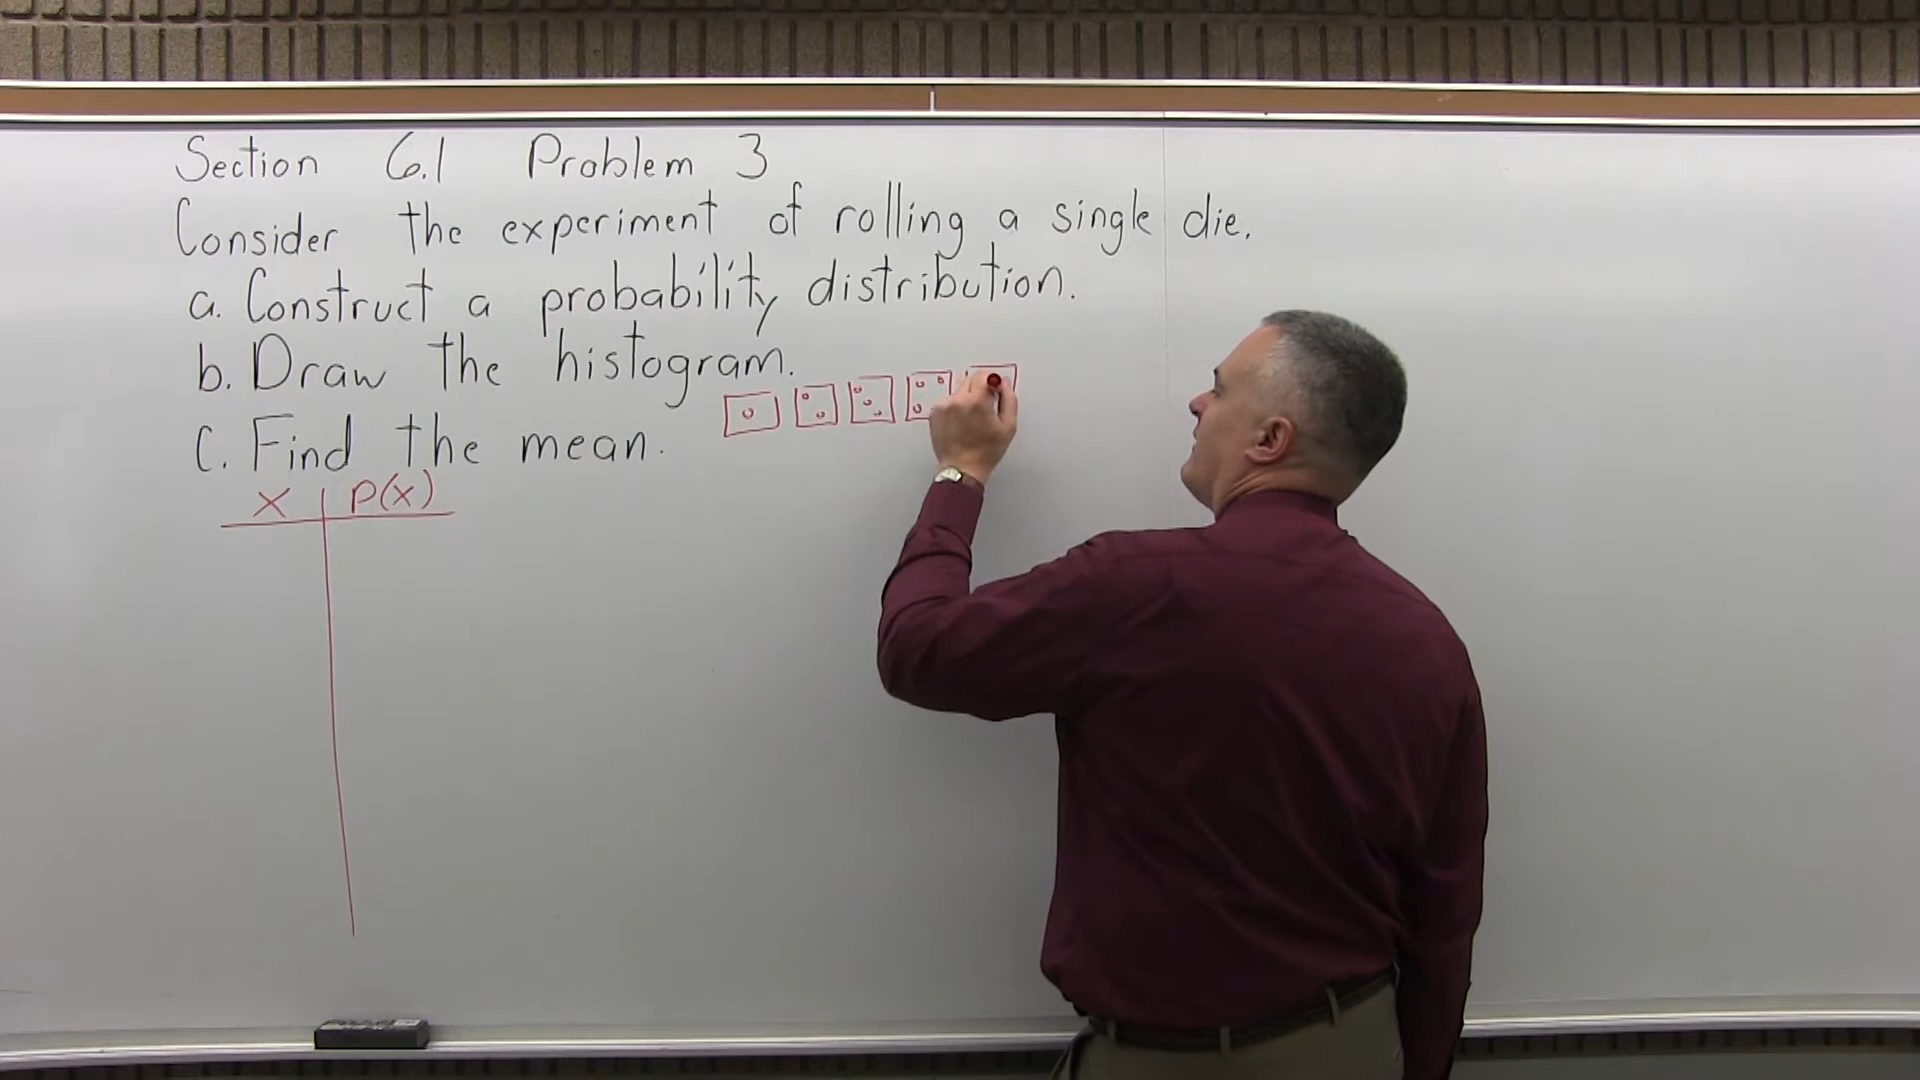 Section 6.1 Problem 3
Consider the experiment of rolling a single die.
a. Construct a probability distribution.
b. Draw the histogram.
c. Find the mean.
x P(x)